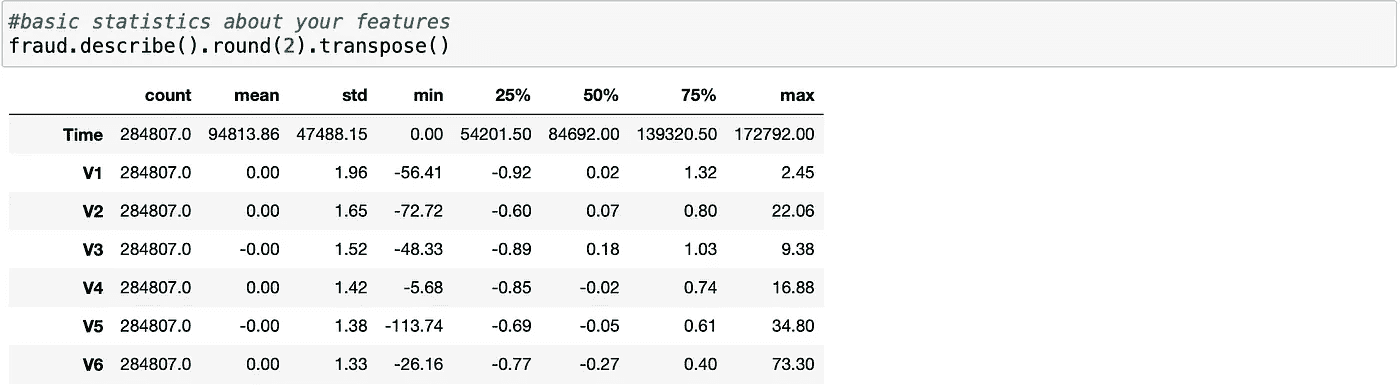 #basic statistics about your features
fraud.describe().round(2).transpose()
count mean std min 25% 50% 75% max
Time 284807.0 94813.86 47488.15 0.00 54201.50 84692.00 139320.50 172792.00
V1 284807.0 0.00 1.96 -56.41 -0.92 0.02 1.32 2.45
V2 284807.0 0.00 1.65 -72.72 -0.60 0.07 0.80 22.06
V3 284807.0 -0.00 1.52 -48.33 -0.89 0.18 1.03 9.38
V4 284807.0 0.00 1.42 -5.68 -0.85 -0.02 0.74 16.88
V5 284807.0 -0.00 1.38 -113.74 -0.69 -0.05 0.61 34.80
V6 284807.0 0.00 1.33 -26.16 -0.77 -0.27 0.40 73.30